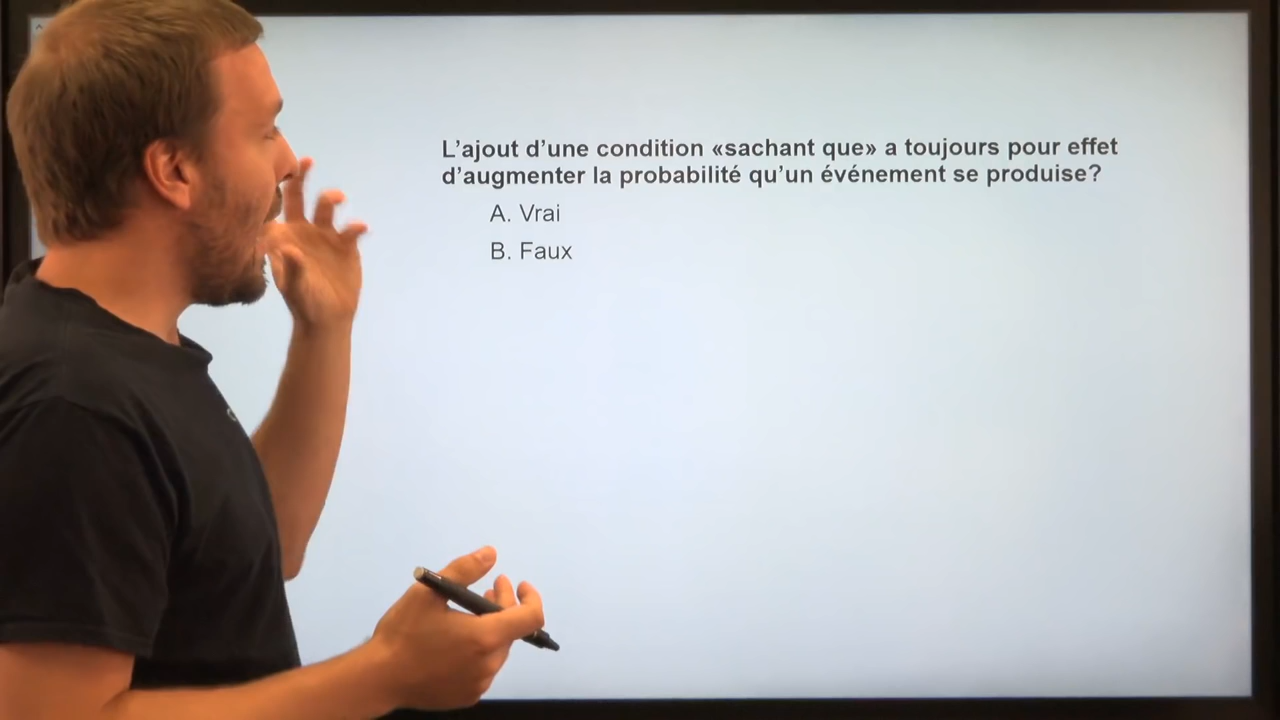 L’ajout d’une condition «sachant que» a toujours pour effet
d’augmenter la probabilité qu’un événement se produise?
A. Vrai
B. Faux